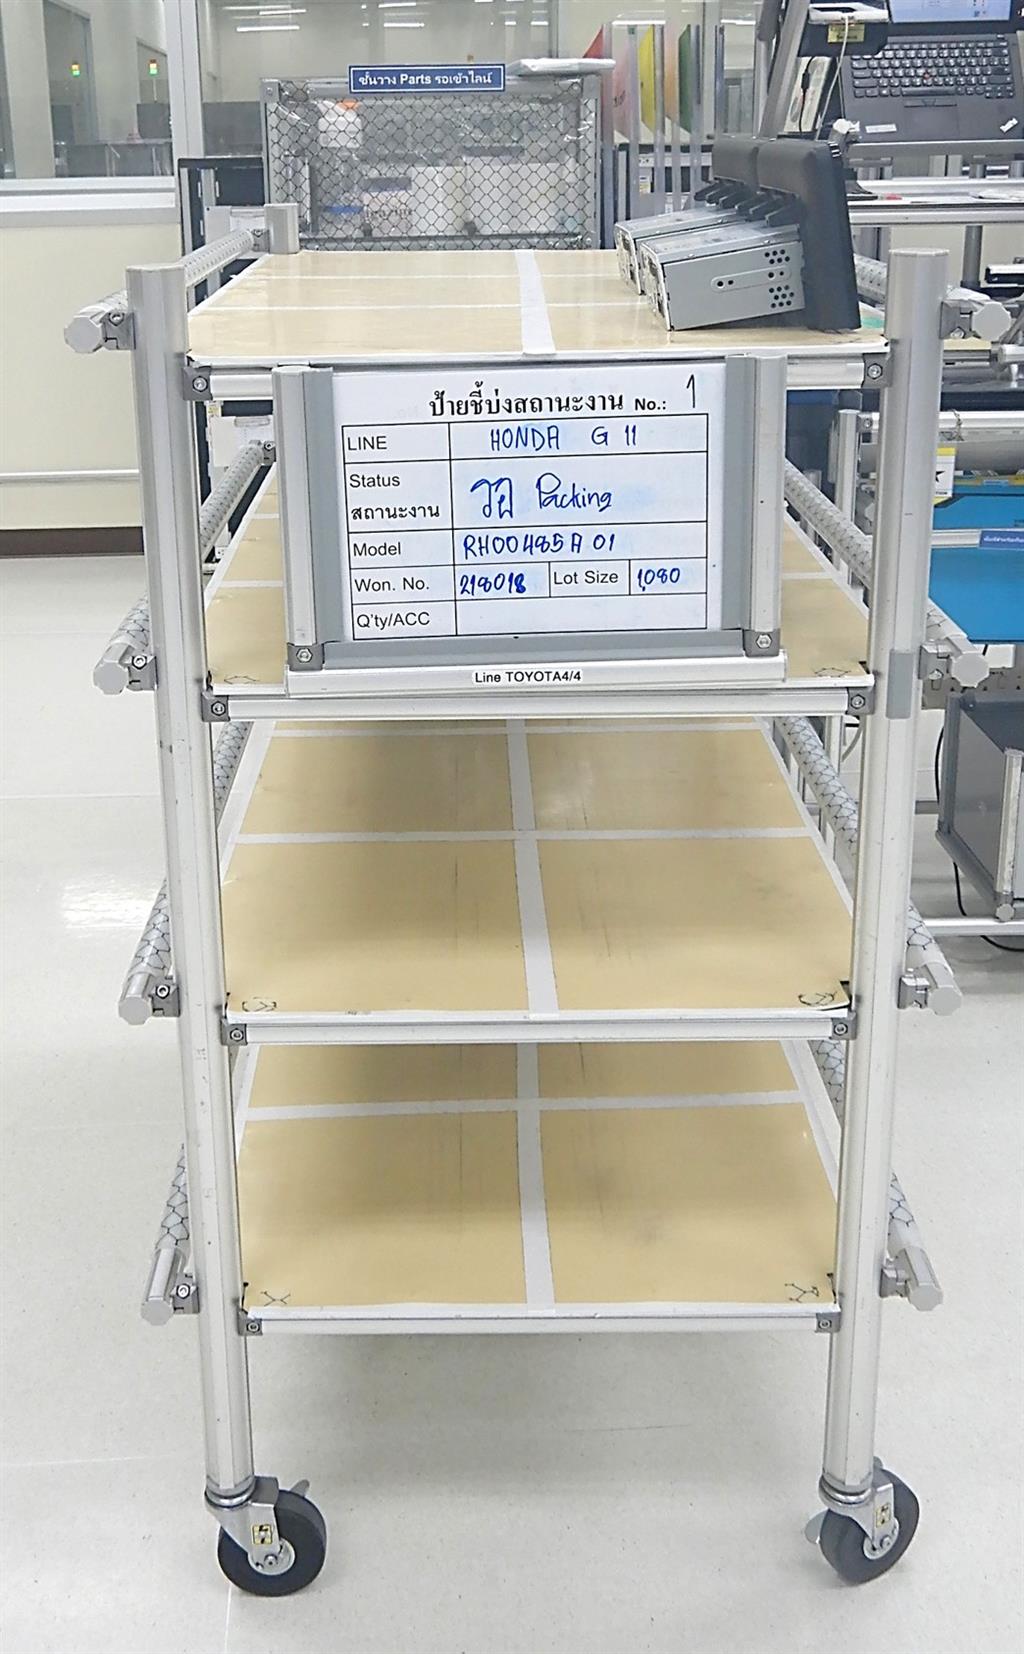 ชั้นวาง Parts รอเข้าไลน์
ป้ายชี้บ่งสถานะงาน No.: 1
LINE HONDA G 11
Status
สถานะงาน รอ Packing
Model RH00485A 01
Won. No. 218018 Lot Size 1,080
Q'ty/ACC
Line TOYOTA4/4